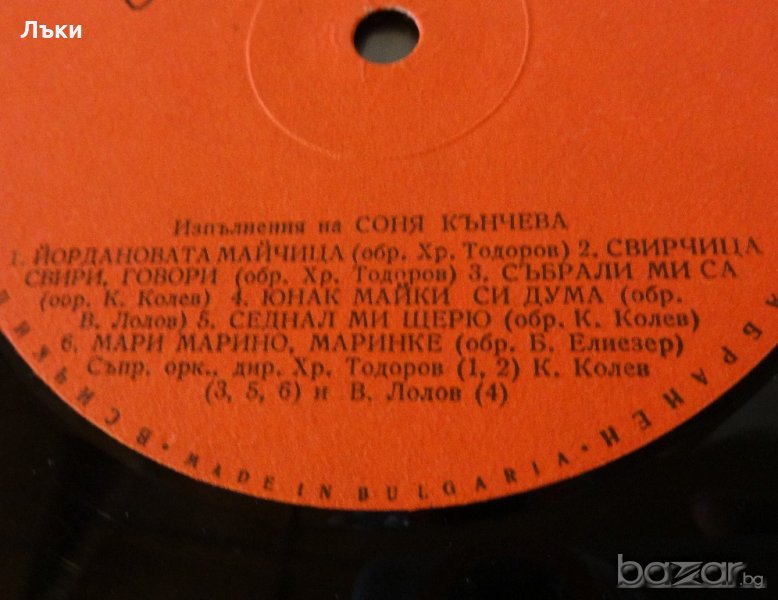 Лъки
Изпълнения на СОНЯ КЪНЧЕВА
1. ЙОРДАНОВАТА МАЙЧИЦА (обр. Хр. Тодоров) 2. СВИРЧИЦА
СВИРИ, ГОВОРИ (обр. Хр. Тодоров) 3. СЪБРАЛИ МИ СА
(обр. К. Колев) 4. ЮНАК МАЙКИ СИ ДУМА (обр.
В. Лолов) 5. СЕДНАЛ МИ ЩЕРЮ (обр. К. Колев)
6. МАРИ МАРИНО, МАРИНКЕ (обр. Б. Елиезер)
Съпр. орк., дир. Хр. Тодоров (1, 2) К. Колев
(3, 5, 6) и В. Лолов (4)
ВСИЧКИ • MADE IN BULGARIA • АБРАНЕН
bazar.bg